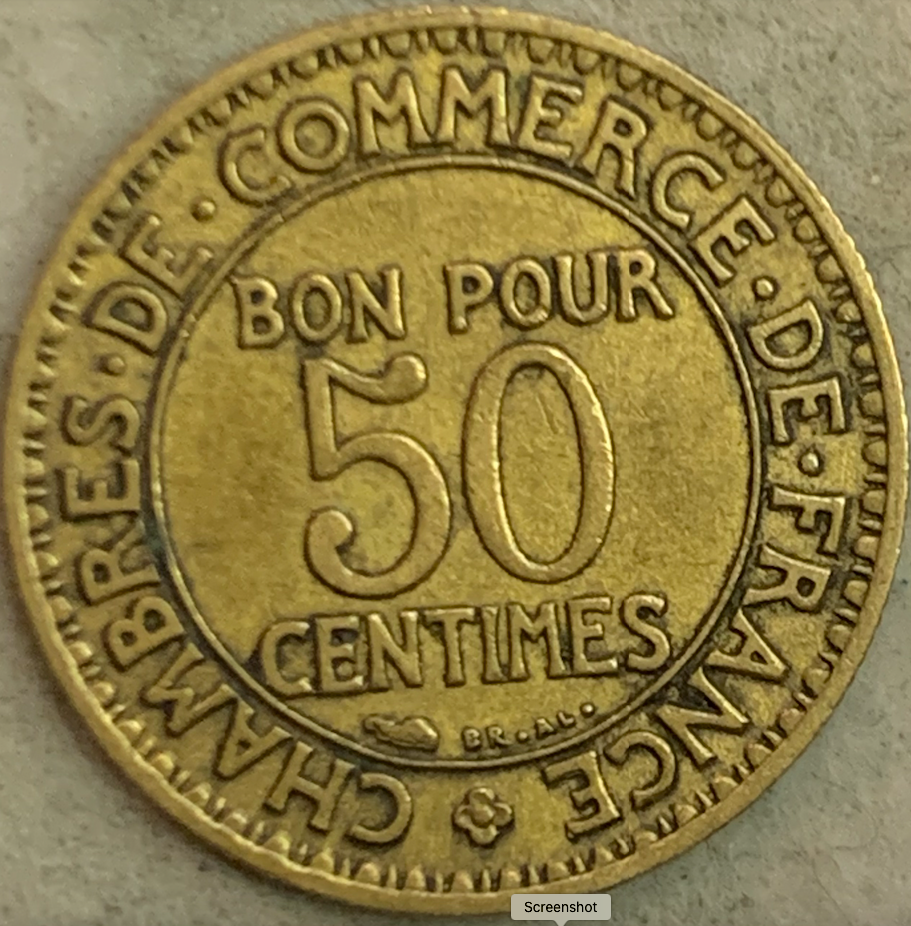 CHAMBRES·DE·COMMERCE·DE·FRANCE
BON POUR
50
CENTIMES
BR·AL·
Screenshot